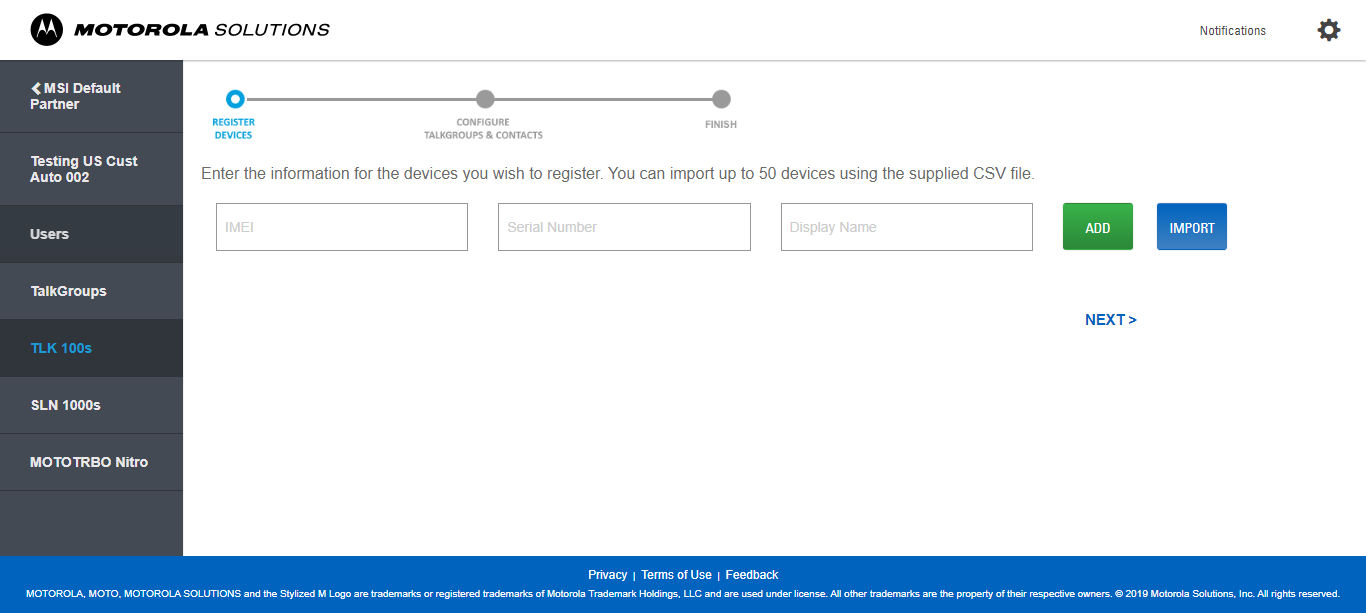 MOTOROLA SOLUTIONS
Notifications
MSI Default
Partner
Testing US Cust
Auto 002
Users
TalkGroups
TLK 100s
SLN 1000s
MOTOTRBO Nitro
REGISTER
DEVICES
CONFIGURE
TALKGROUPS & CONTACTS
FINISH
Enter the information for the devices you wish to register. You can import up to 50 devices using the supplied CSV file.
IMEI
Serial Number
Display Name
ADD
IMPORT
NEXT >
Privacy | Terms of Use | Feedback
MOTOROLA, MOTO, MOTOROLA SOLUTIONS and the Stylized M Logo are trademarks or registered trademarks of Motorola Trademark Holdings, LLC and are used under license. All other trademarks are the property of their respective owners. © 2019 Motorola Solutions, Inc. All rights reserved.